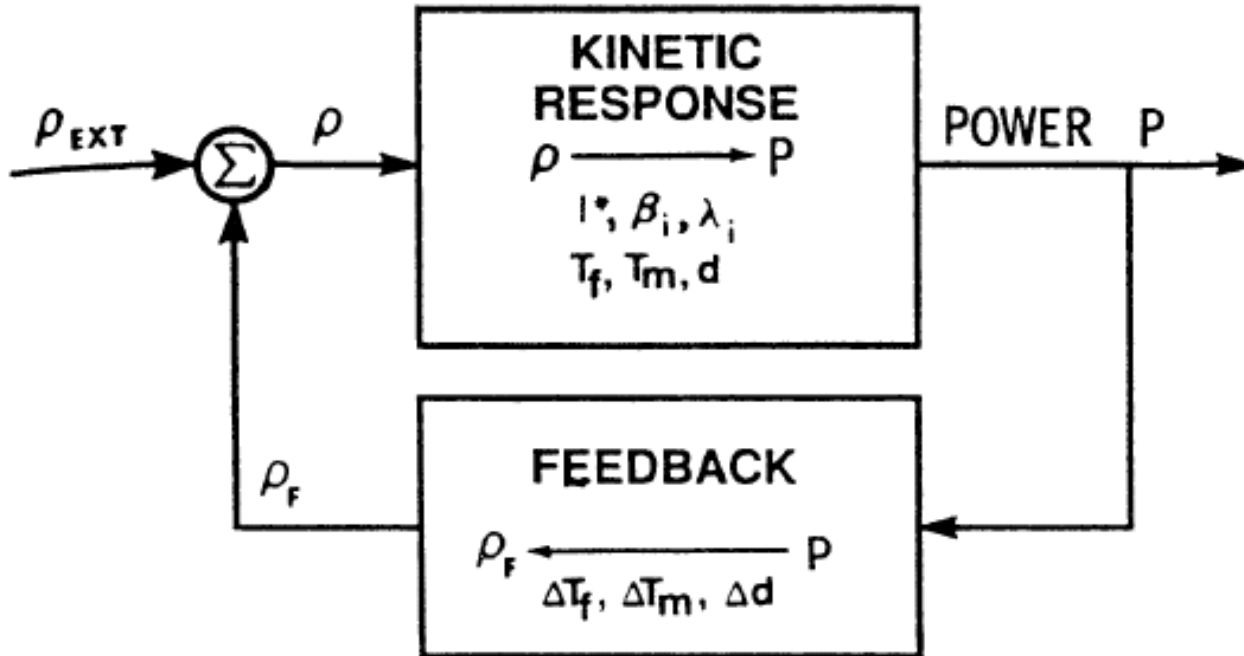 KINETIC
RESPONSE
ρ_EXT
Σ
ρ
ρ → P
POWER P
l*, β_i, λ_i
T_f, T_m, d
FEEDBACK
ρ_F
ρ_F ← P
ΔT_f, ΔT_m, Δd